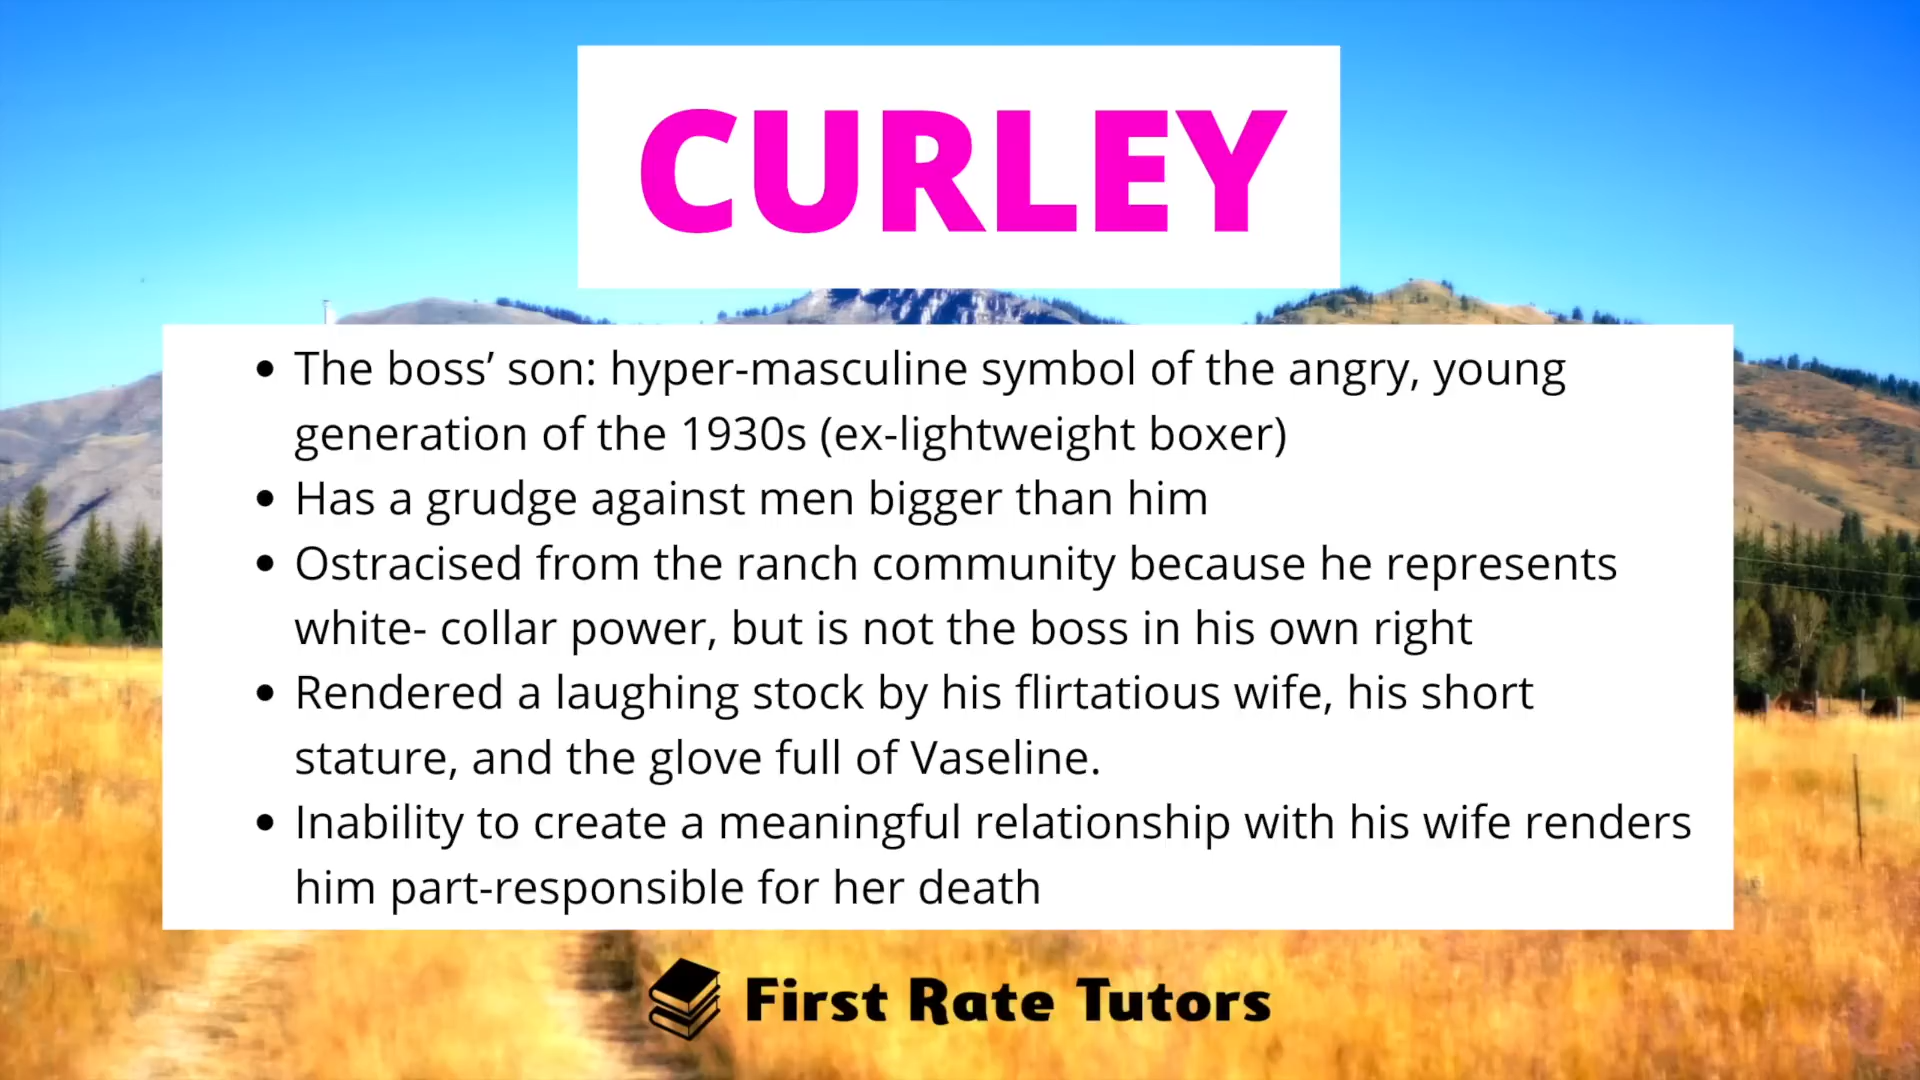 CURLEY
• The boss’ son: hyper-masculine symbol of the angry, young
generation of the 1930s (ex-lightweight boxer)
• Has a grudge against men bigger than him
• Ostracised from the ranch community because he represents
white- collar power, but is not the boss in his own right
• Rendered a laughing stock by his flirtatious wife, his short
stature, and the glove full of Vaseline.
• Inability to create a meaningful relationship with his wife renders
him part-responsible for her death
First Rate Tutors